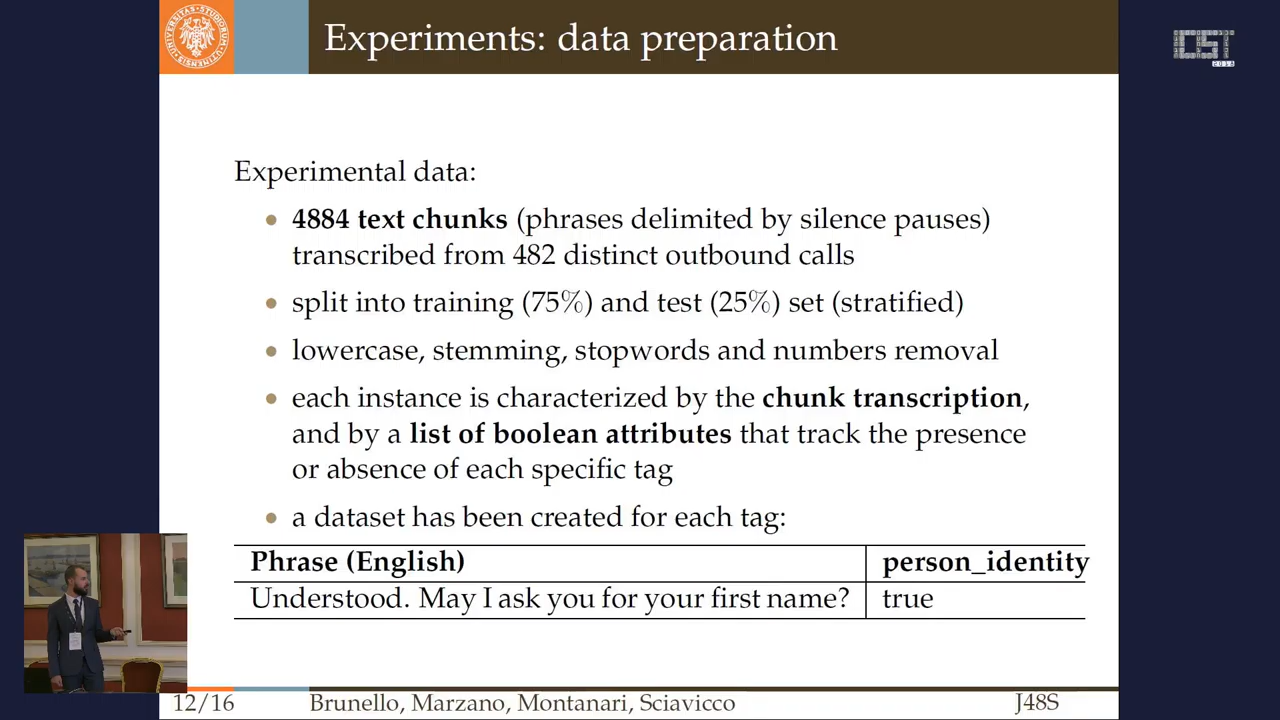 Experiments: data preparation
Experimental data:
• 4884 text chunks (phrases delimited by silence pauses)
transcribed from 482 distinct outbound calls
• split into training (75%) and test (25%) set (stratified)
• lowercase, stemming, stopwords and numbers removal
• each instance is characterized by the chunk transcription,
and by a list of boolean attributes that track the presence
or absence of each specific tag
• a dataset has been created for each tag:
Phrase (English) person_identity
Understood. May I ask you for your first name? true
12/16 Brunello, Marzano, Montanari, Sciavicco J48S
2018